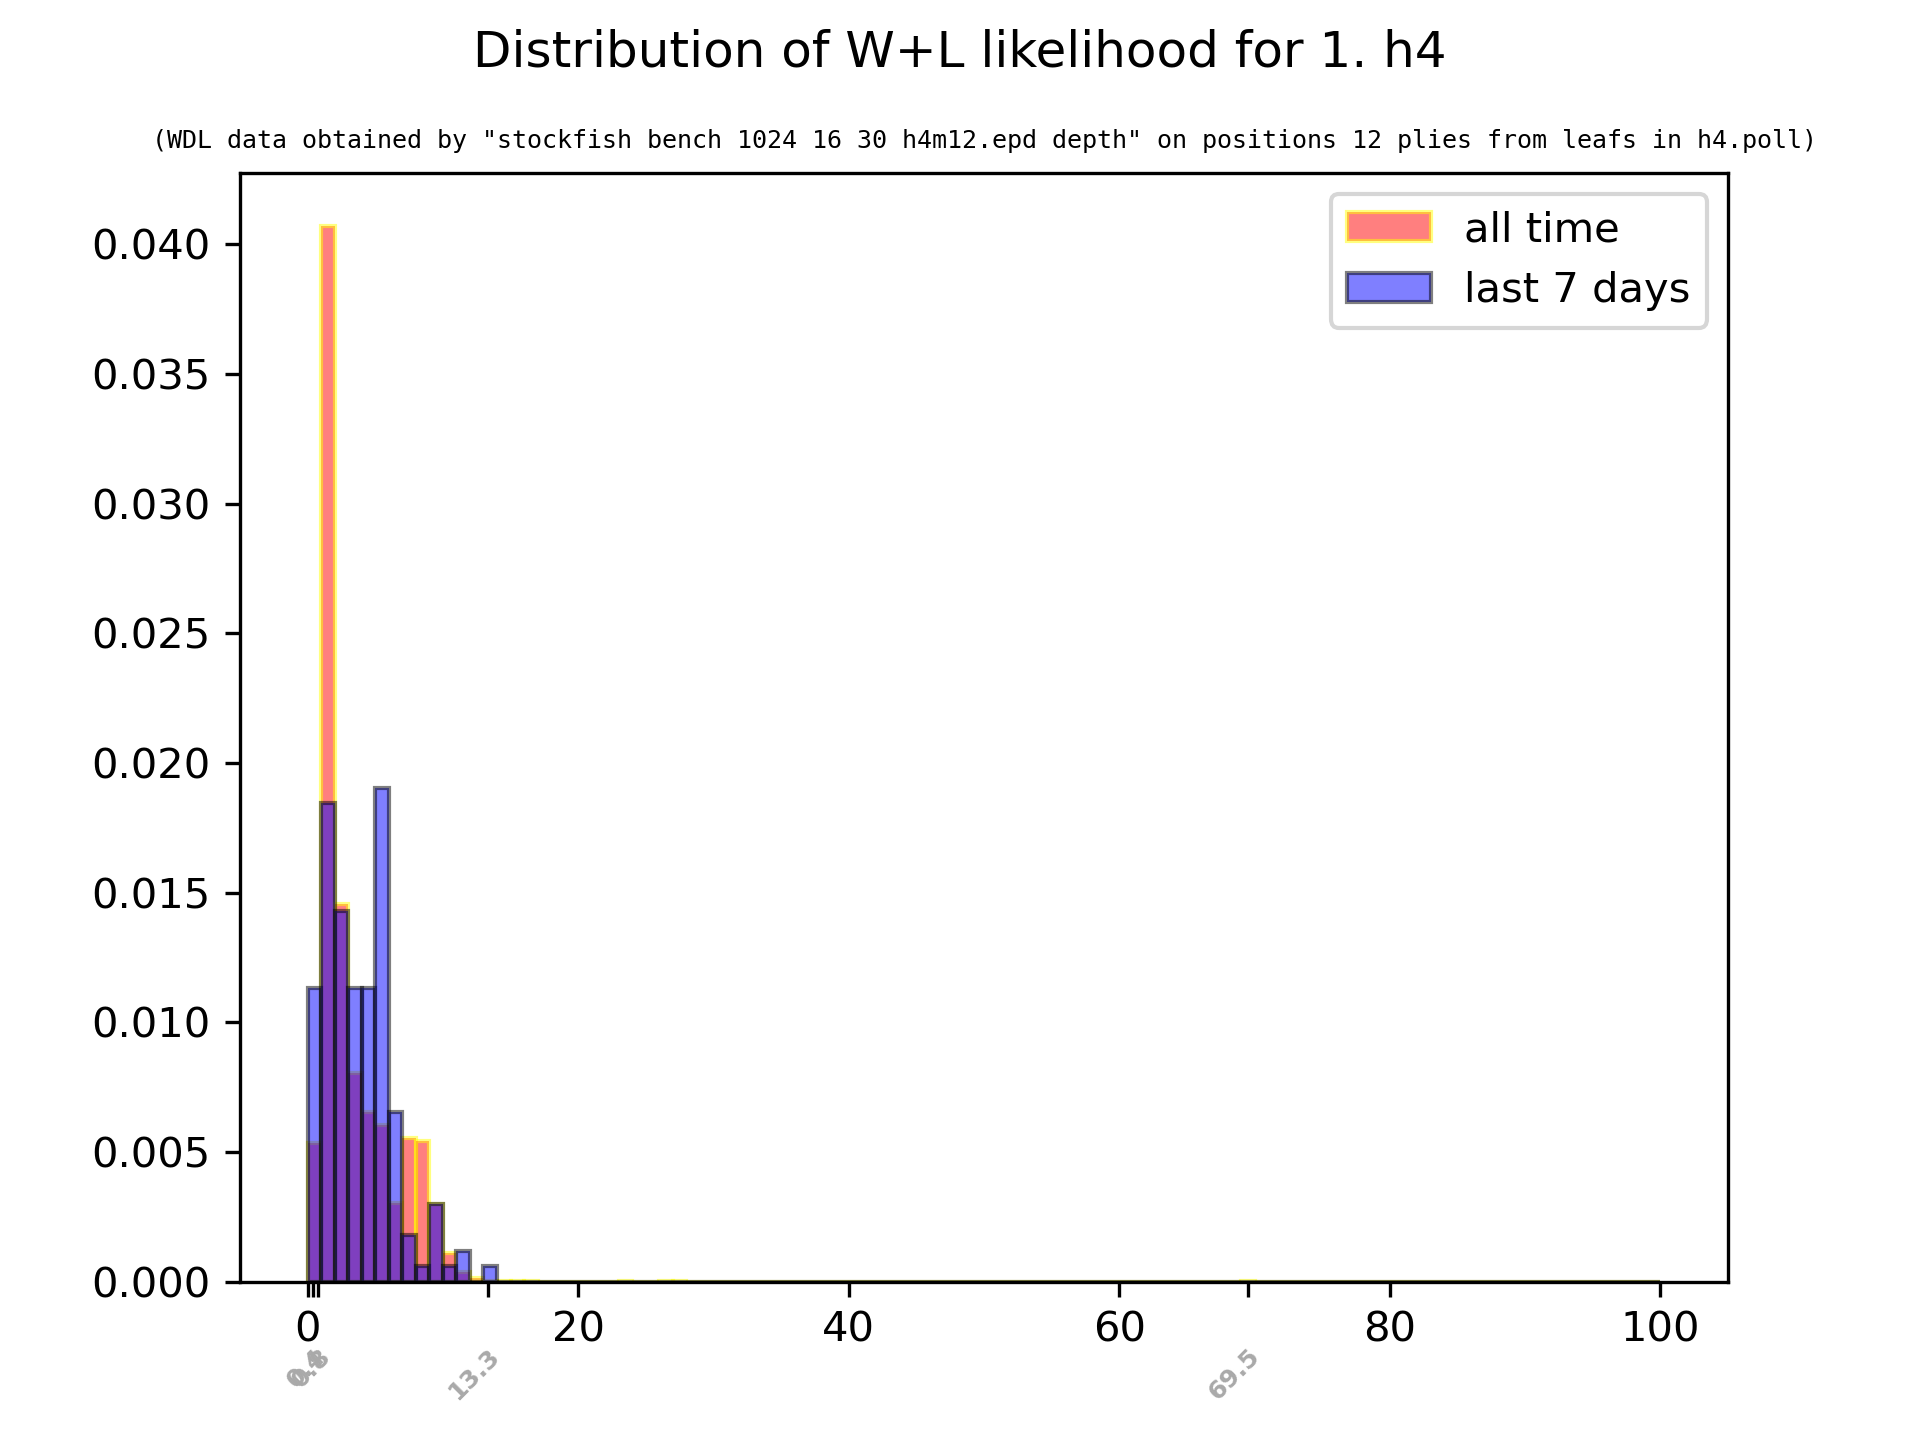 Distribution of W+L likelihood for 1. h4
(WDL data obtained by "stockfish bench 1024 16 30 h4m12.epd depth" on positions 12 plies from leafs in h4.poll)
all time
last 7 days
0.040
0.035
0.030
0.025
0.020
0.015
0.010
0.005
0.000
0 20 40 60 80 100
13.3 69.5